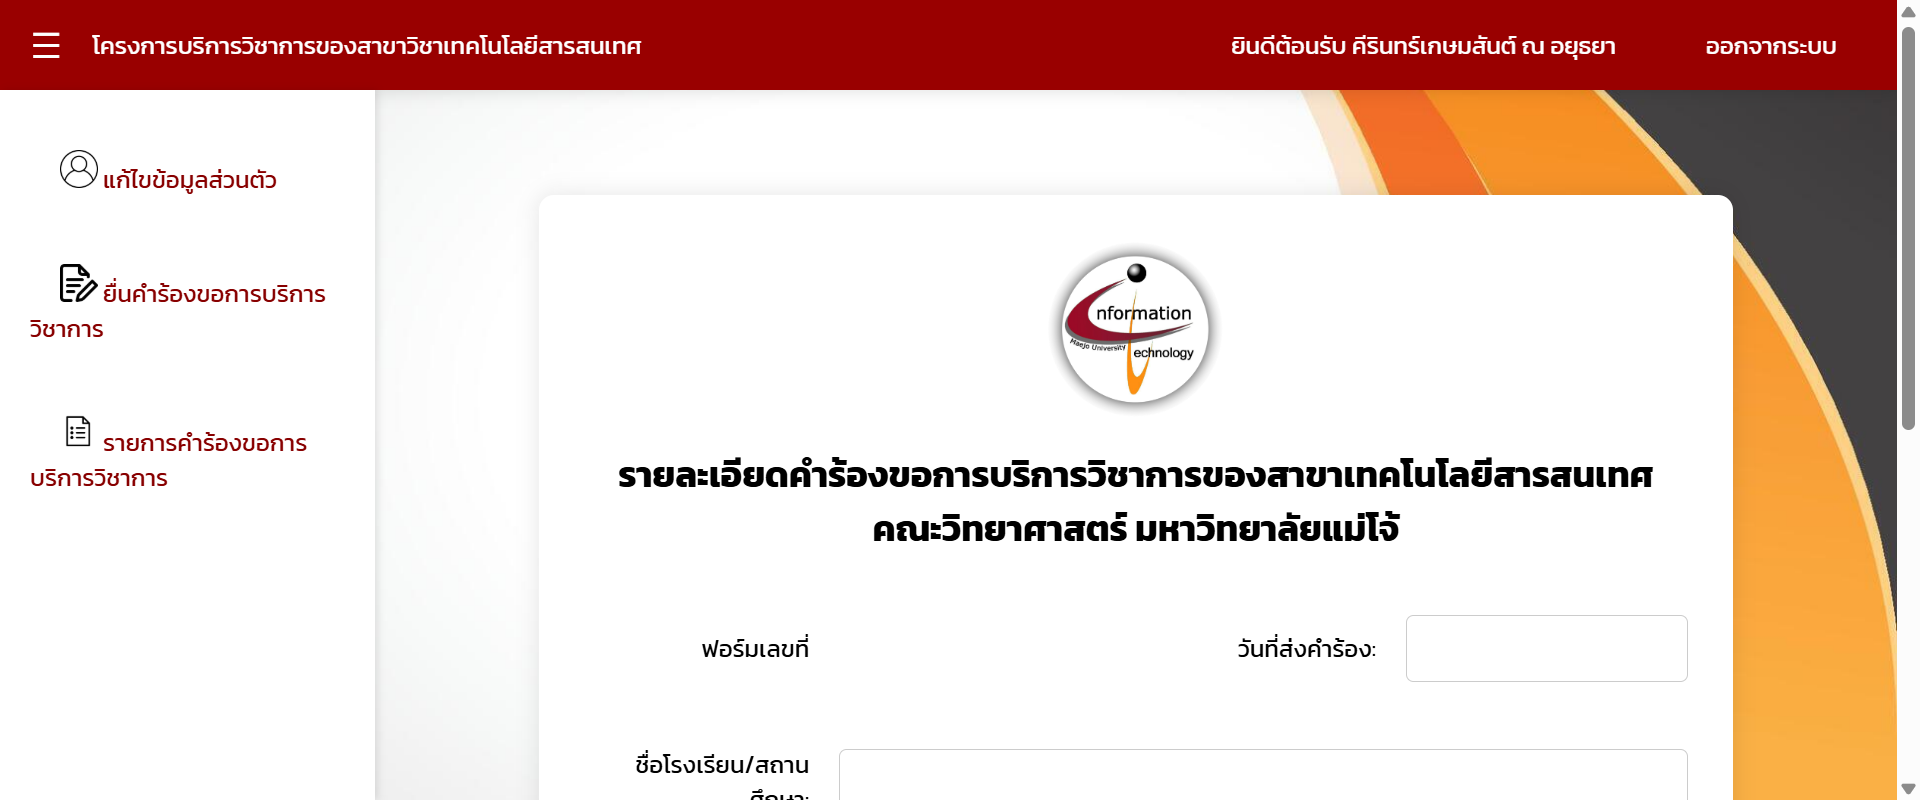 โครงการบริการวิชาการของสาขาวิชาเทคโนโลยีสารสนเทศ
ยินดีต้อนรับ คีรินทร์เกษมสันต์ ณ อยุธยา
ออกจากระบบ
แก้ไขข้อมูลส่วนตัว
ยื่นคำร้องขอการบริการ
วิชาการ
รายการคำร้องขอการ
บริการวิชาการ
nformation
Maejo University
echnology
รายละเอียดคำร้องขอการบริการวิชาการของสาขาเทคโนโลยีสารสนเทศ
คณะวิทยาศาสตร์ มหาวิทยาลัยแม่โจ้
ฟอร์มเลขที่
วันที่ส่งคำร้อง:
ชื่อโรงเรียน/สถาน
ศึกษา: